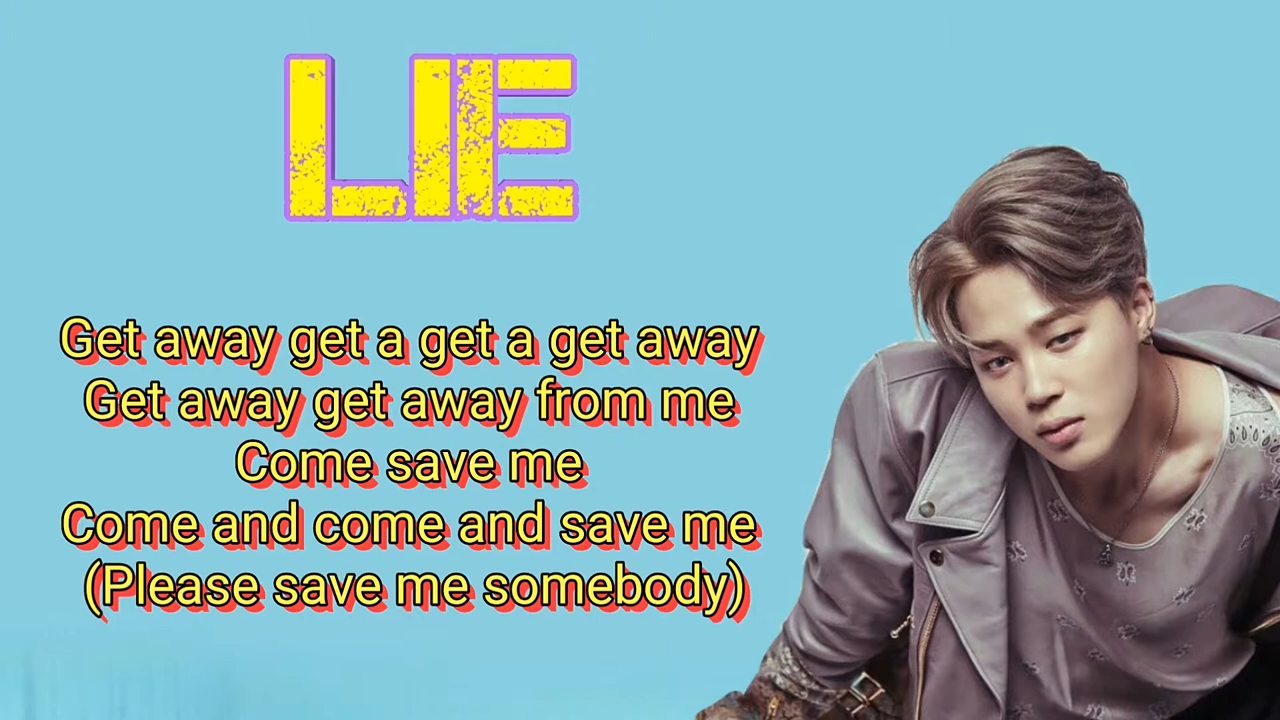 LIE
Get away get a get a get away
Get away get away from me
Come save me
Come and come and save me
(Please save me somebody)